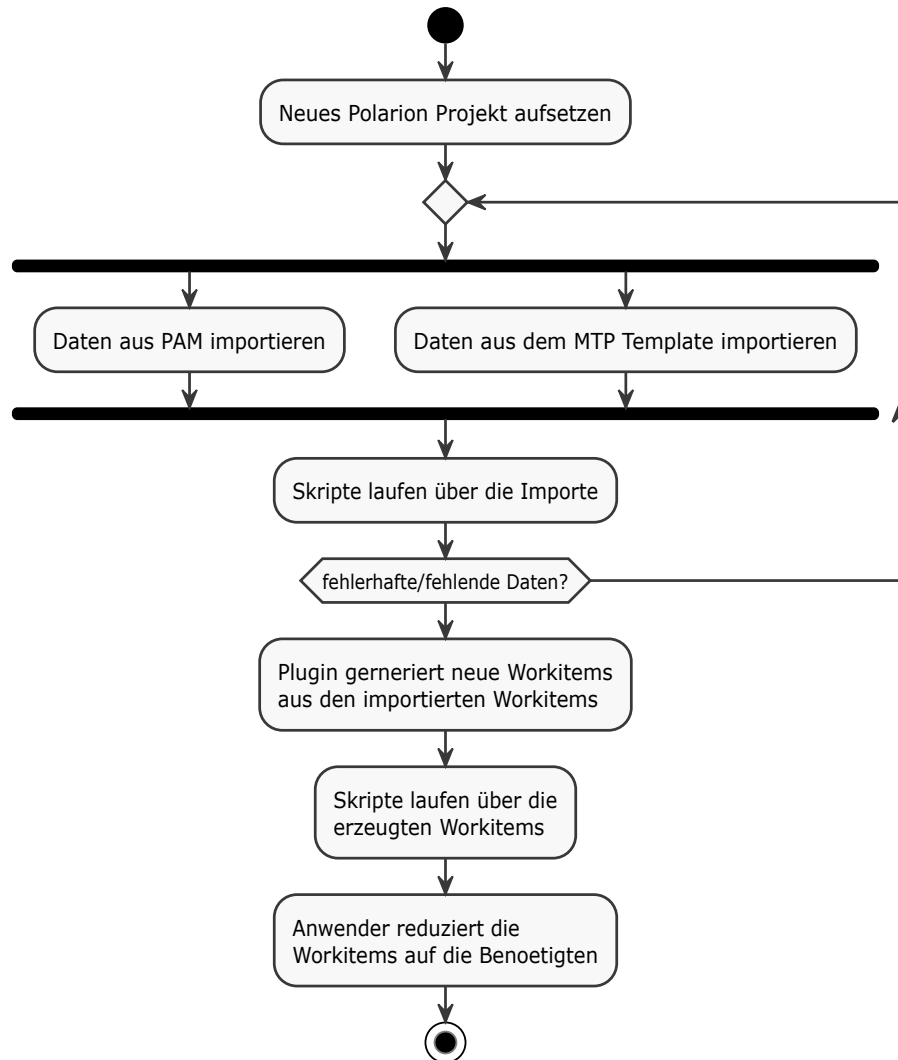 Neues Polarion Projekt aufsetzen
Daten aus PAM importieren
Daten aus dem MTP Template importieren
Skripte laufen über die Importe
fehlerhafte/fehlende Daten?
Plugin gerneriert neue Workitems
aus den importierten Workitems
Skripte laufen über die
erzeugten Workitems
Anwender reduziert die
Workitems auf die Benoetigten